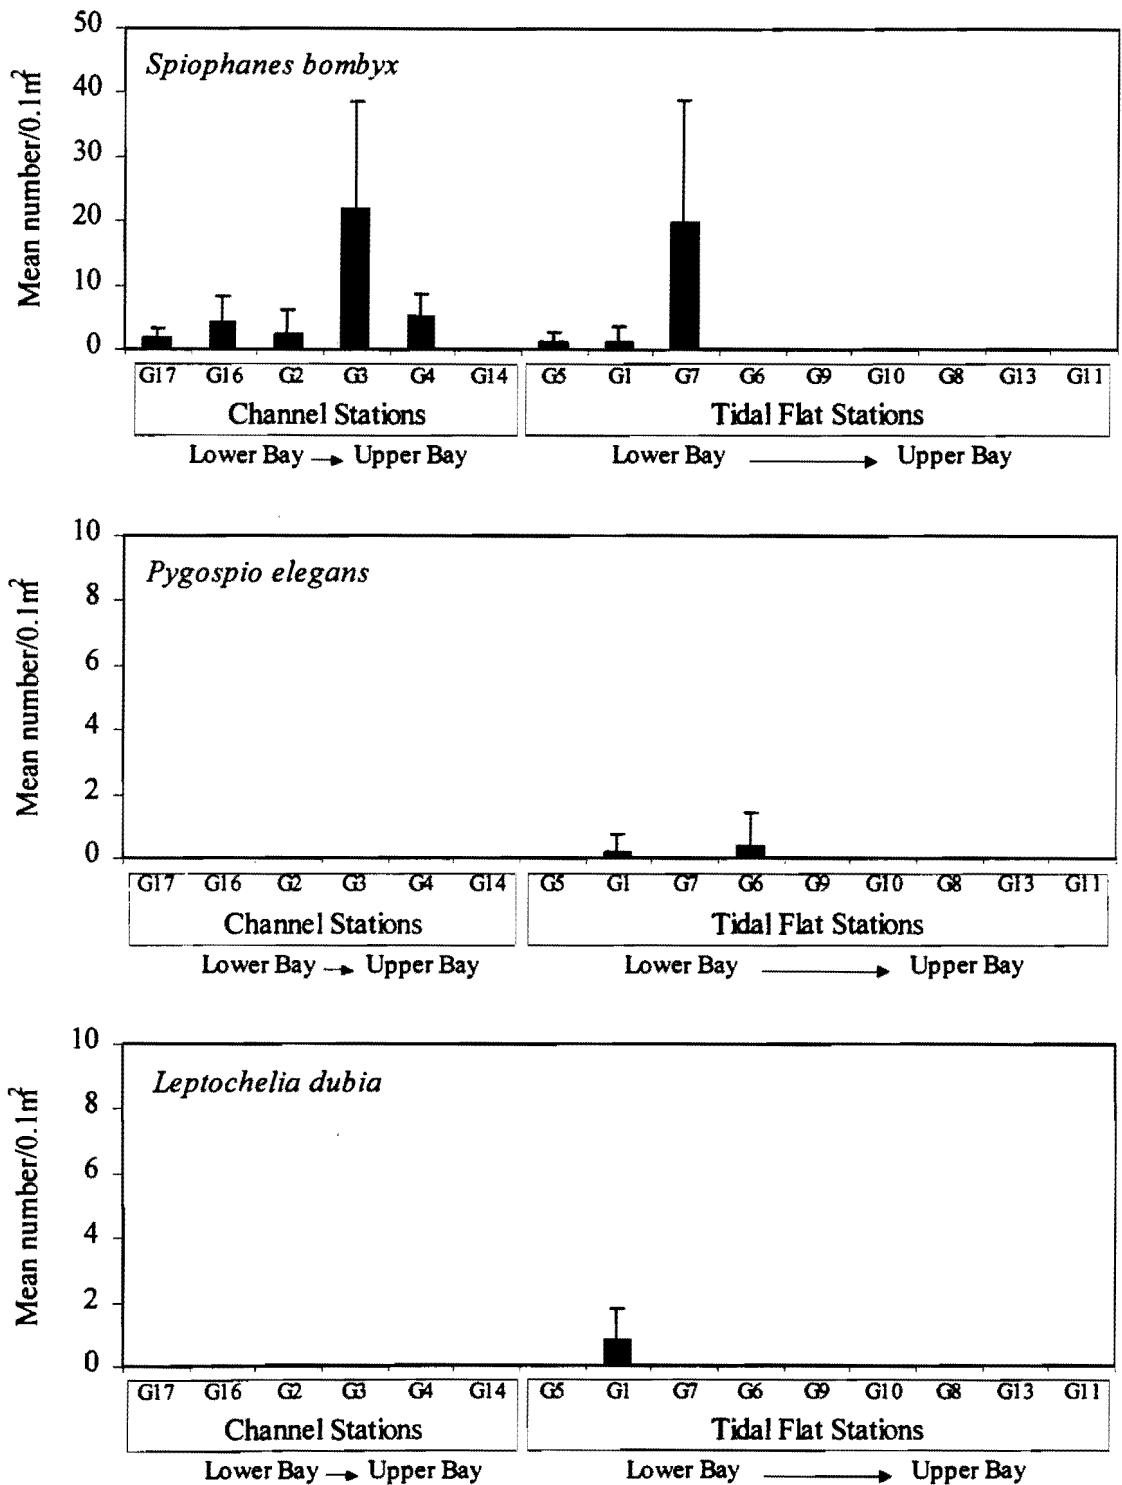 Spiophanes bombyx
Mean number/0.1m²
50
40
30
20
10
0
G17 G16 G2 G3 G4 G14 G5 G1 G7 G6 G9 G10 G8 G13 G11
Channel Stations Tidal Flat Stations
Lower Bay → Upper Bay Lower Bay → Upper Bay
Pygospio elegans
Mean number/0.1m²
10
8
6
4
2
0
G17 G16 G2 G3 G4 G14 G5 G1 G7 G6 G9 G10 G8 G13 G11
Channel Stations Tidal Flat Stations
Lower Bay → Upper Bay Lower Bay → Upper Bay
Leptochelia dubia
Mean number/0.1m²
10
8
6
4
2
0
G17 G16 G2 G3 G4 G14 G5 G1 G7 G6 G9 G10 G8 G13 G11
Channel Stations Tidal Flat Stations
Lower Bay → Upper Bay Lower Bay → Upper Bay